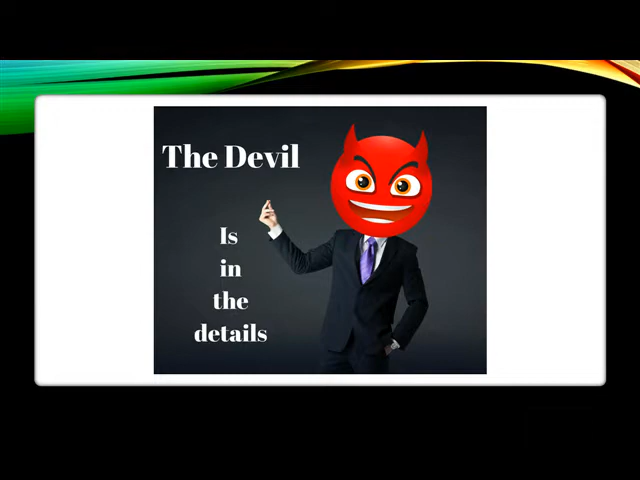 The Devil
Is
in
the
details